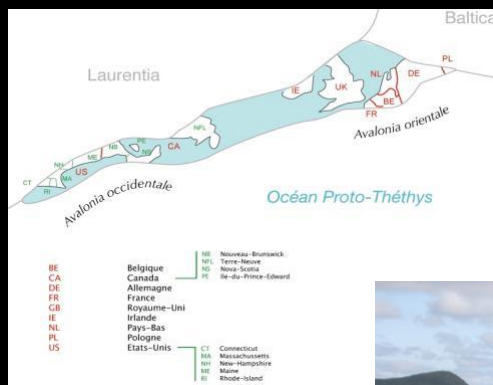 Baltica
Laurentia
PL
NL
DE
IE
UK
BE
FR
Avalonia orientale
NFL
PE
NB
NS
CA
ME
NH
US
MA
CT
RI
Avalonia occidentale
Océan Proto-Théthys
NB Nouveau-Brunswick
NFL Terre-Neuve
NS Nova-Scotia
PE Ile-du-Prince-Edward
BE Belgique
CA Canada
DE Allemagne
FR France
GB Royaume-Uni
IE Irlande
NL Pays-Bas
PL Pologne
US Etats-Unis
CT Connecticut
MA Massachussetts
NH New-Hampshire
ME Maine
RI Rhode-Island